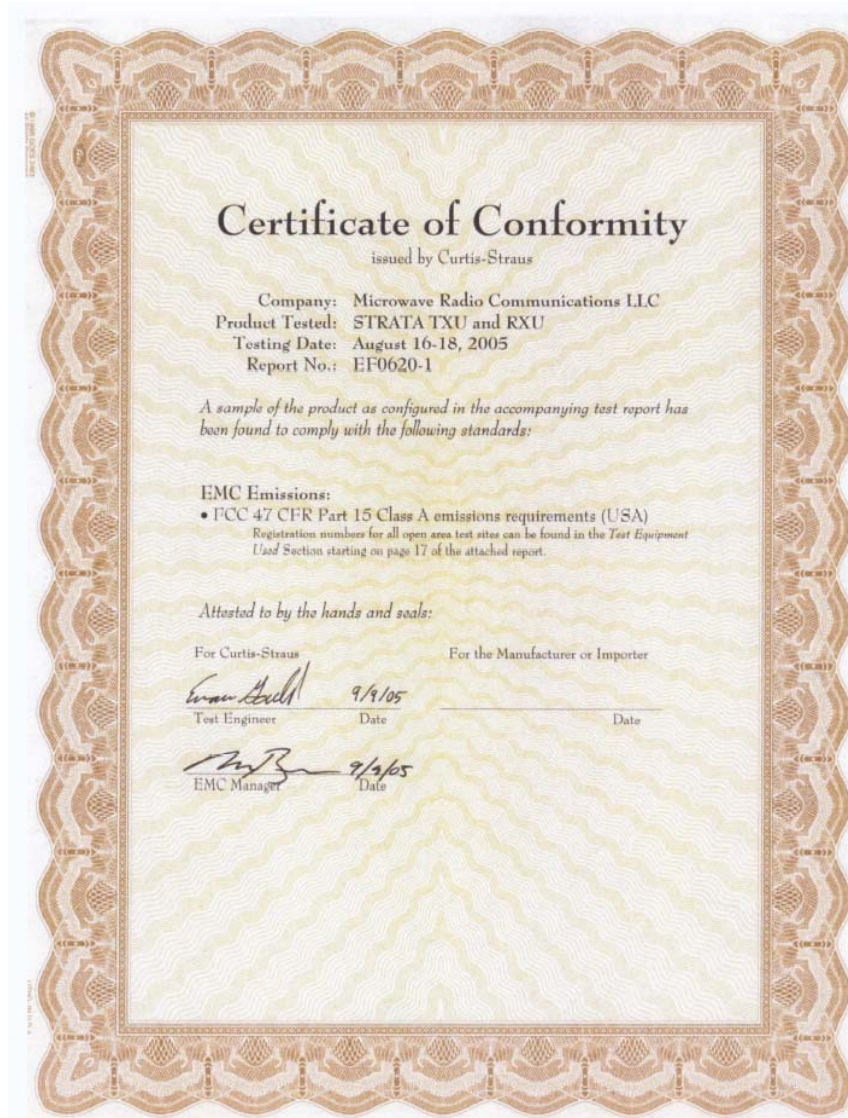 Certificate of Conformity
issued by Curtis-Straus
Company: Microwave Radio Communications LLC
Product Tested: STRATA TXU and RXU
Testing Date: August 16-18, 2005
Report No.: EF0620-1
A sample of the product as configured in the accompanying test report has
been found to comply with the following standards:
EMC Emissions:
• FCC 47 CFR Part 15 Class A emissions requirements (USA)
Registration numbers for all open area test sites can be found in the Test Equipment
Used Section starting on page 17 of the attached report.
Attested to by the hands and seals:
For Curtis-Straus For the Manufacturer or Importer
9/9/05
Test Engineer Date Date
9/9/05
EMC Manager Date